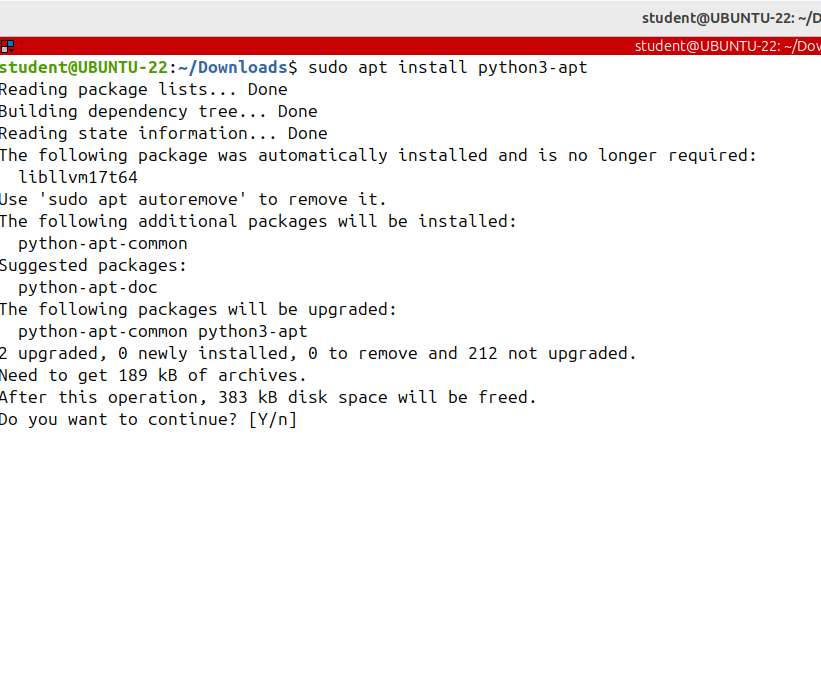 student@UBUNTU-22: ~/D
student@UBUNTU-22: ~/Dow
student@UBUNTU-22:~/Downloads$ sudo apt install python3-apt
Reading package lists... Done
Building dependency tree... Done
Reading state information... Done
The following package was automatically installed and is no longer required:
  libllvm17t64
Use 'sudo apt autoremove' to remove it.
The following additional packages will be installed:
  python-apt-common
Suggested packages:
  python-apt-doc
The following packages will be upgraded:
  python-apt-common python3-apt
2 upgraded, 0 newly installed, 0 to remove and 212 not upgraded.
Need to get 189 kB of archives.
After this operation, 383 kB disk space will be freed.
Do you want to continue? [Y/n]